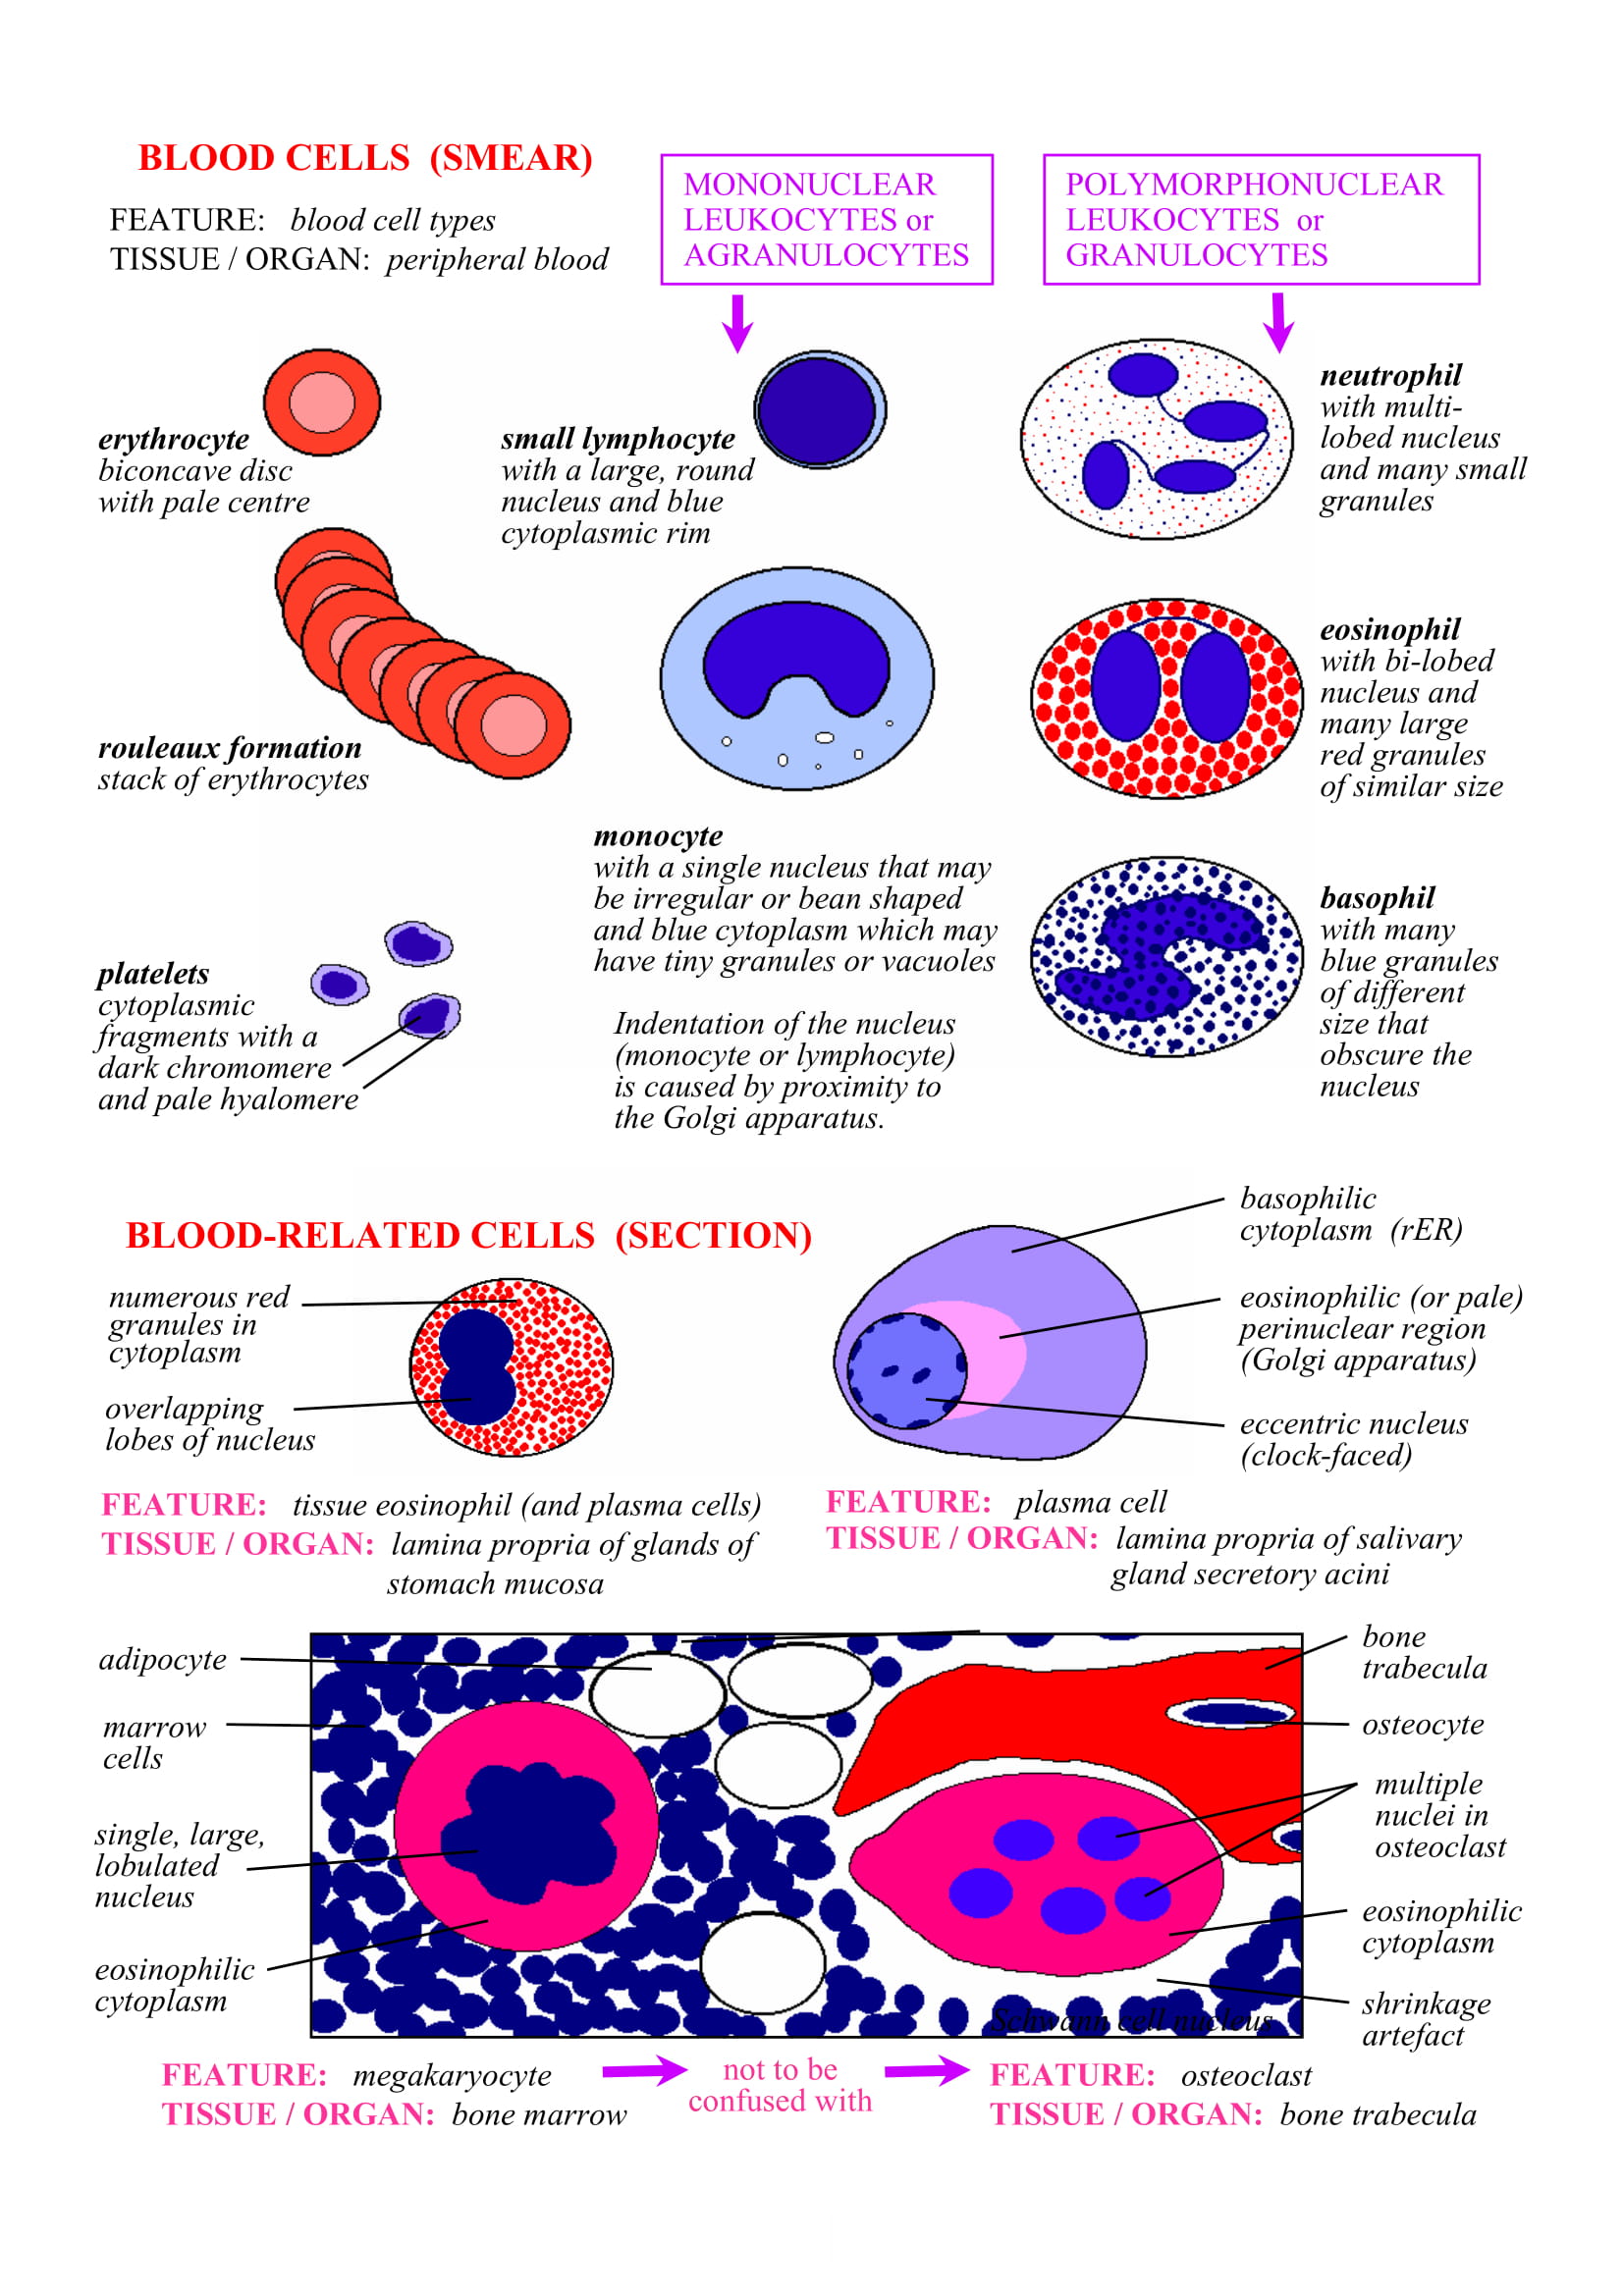 BLOOD CELLS (SMEAR)
FEATURE: blood cell types
TISSUE / ORGAN: peripheral blood
MONONUCLEAR
LEUKOCYTES or
AGRANULOCYTES
POLYMORPHONUCLEAR
LEUKOCYTES or
GRANULOCYTES
erythrocyte
biconcave disc
with pale centre
small lymphocyte
with a large, round
nucleus and blue
cytoplasmic rim
neutrophil
with multi-
lobed nucleus
and many small
granules
rouleaux formation
stack of erythrocytes
eosinophil
with bi-lobed
nucleus and
many large
red granules
of similar size
monocyte
with a single nucleus that may
be irregular or bean shaped
and blue cytoplasm which may
have tiny granules or vacuoles
Indentation of the nucleus
(monocyte or lymphocyte)
is caused by proximity to
the Golgi apparatus.
basophil
with many
blue granules
of different
size that
obscure the
nucleus
platelets
cytoplasmic
fragments with a
dark chromomere
and pale hyalomere
BLOOD-RELATED CELLS (SECTION)
numerous red
granules in
cytoplasm
overlapping
lobes of nucleus
basophilic
cytoplasm (rER)
eosinophilic (or pale)
perinuclear region
(Golgi apparatus)
eccentric nucleus
(clock-faced)
FEATURE: tissue eosinophil (and plasma cells)
TISSUE / ORGAN: lamina propria of glands of
stomach mucosa
FEATURE: plasma cell
TISSUE / ORGAN: lamina propria of salivary
gland secretory acini
adipocyte
marrow
cells
single, large,
lobulated
nucleus
eosinophilic
cytoplasm
bone
trabecula
osteocyte
multiple
nuclei in
osteoclast
eosinophilic
cytoplasm
shrinkage
artefact
Schwann cell nucleus
FEATURE: megakaryocyte
TISSUE / ORGAN: bone marrow
not to be
confused with
FEATURE: osteoclast
TISSUE / ORGAN: bone trabecula